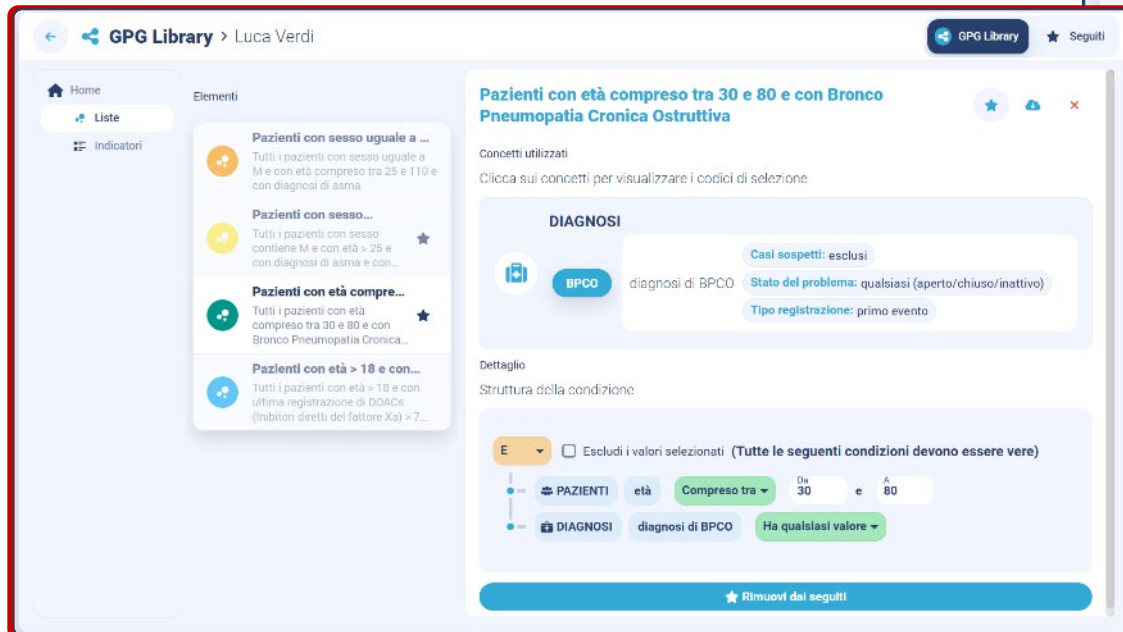 GPG Library > Luca Verdi
GPG Library
Seguiti
Home
Liste
Indicatori
Elementi
Pazienti con sesso uguale a ...
Tutti i pazienti con sesso uguale a
M e con età compreso tra 25 e 110 e
con diagnosi di asma
Pazienti con sesso...
Tutti i pazienti con sesso
contiene M e con età > 25 e
con diagnosi di asma e con...
Pazienti con età compre...
Tutti i pazienti con età
compreso tra 30 e 80 e con
Bronco Pneumopatia Cronica...
Pazienti con età > 18 e con...
Tutti i pazienti con età > 18 e con
ultima registrazione di DOACs
(Inibitori diretti del fattore Xa) > 7...
Pazienti con età compreso tra 30 e 80 e con Bronco
Pneumopatia Cronica Ostruttiva
Concetti utilizzati
Clicca sui concetti per visualizzare i codici di selezione
DIAGNOSI
BPCO
diagnosi di BPCO
Casi sospetti: esclusi
Stato del problema: qualsiasi (aperto/chiuso/inattivo)
Tipo registrazione: primo evento
Dettaglio
Struttura della condizione
E
Escludi i valori selezionati (Tutte le seguenti condizioni devono essere vere)
PAZIENTI età Compreso tra Da 30 e A 80
DIAGNOSI diagnosi di BPCO Ha qualsiasi valore
Rimuovi dai seguiti